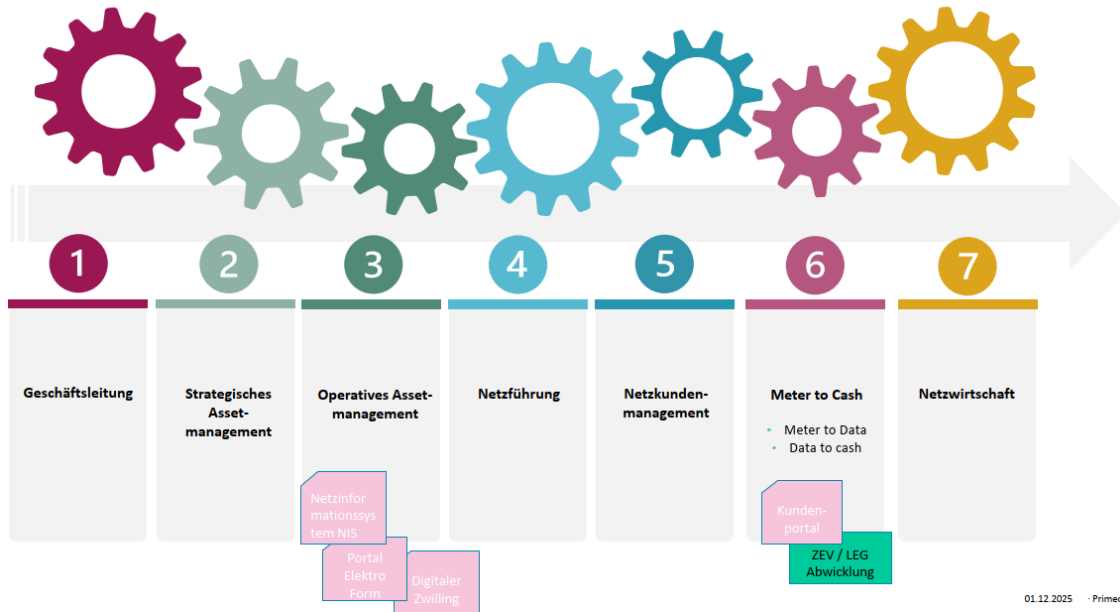 1
2
3
4
5
6
7
Geschäftsleitung
Strategisches
Asset-
management
Operatives Asset-
management
Netzführung
Netzkunden-
management
Meter to Cash
• Meter to Data
• Data to cash
Netzwirtschaft
Netzinfor
mationssys
tem NIS
Portal
Elektro
Form
Digitaler
Zwilling
Kunden-
portal
ZEV / LEG
Abwicklung
01.12.2025 · Primeo